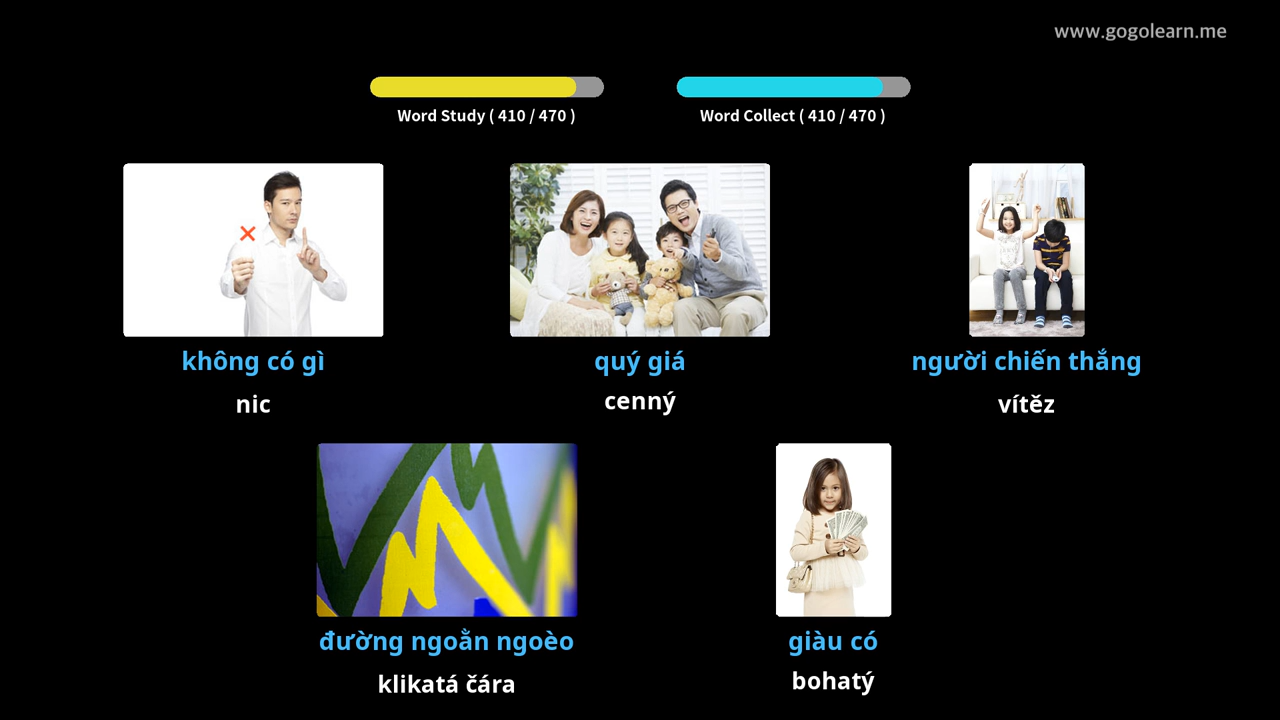 www.gogolearn.me
Word Study ( 410 / 470 )
Word Collect ( 410 / 470 )
không có gì
nic
quý giá
cenný
người chiến thắng
vítěz
đường ngoằn ngoèo
klikatá čára
giàu có
bohatý